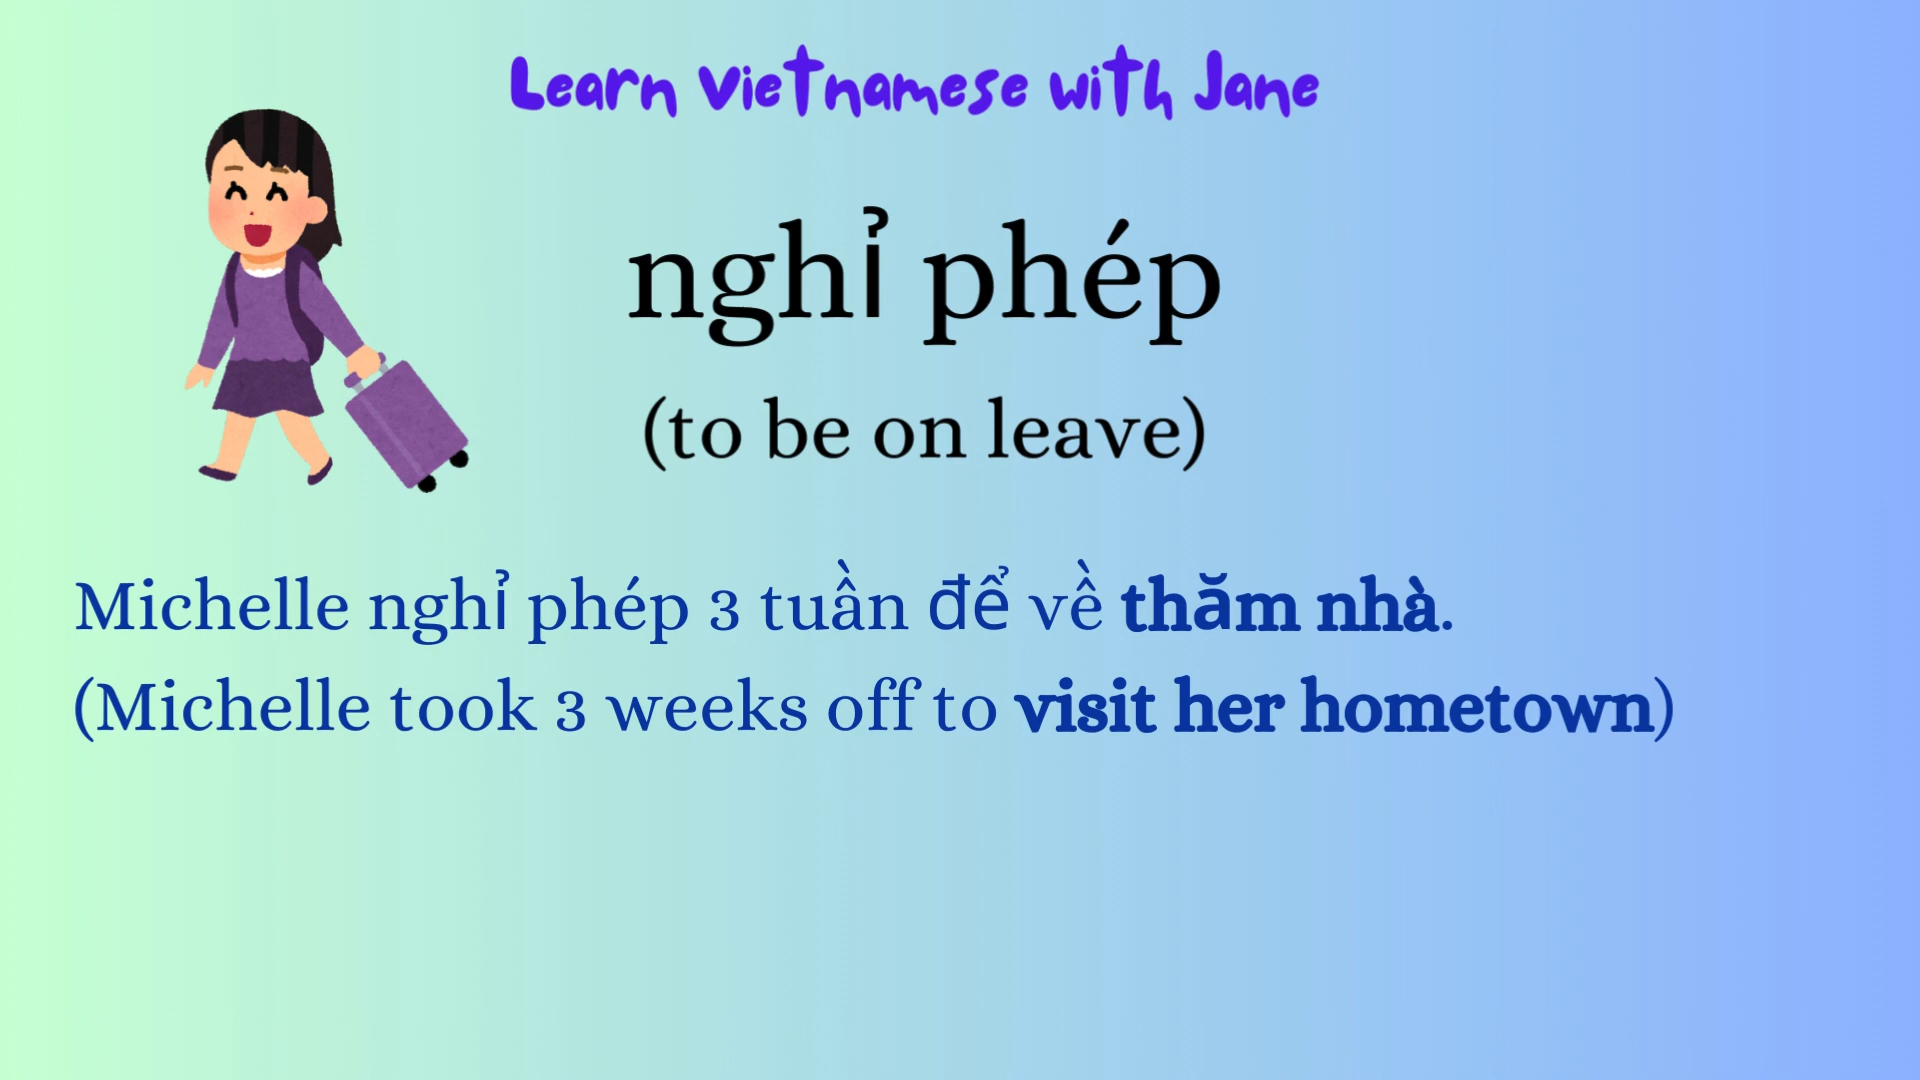 Learn Vietnamese with Jane
nghỉ phép
(to be on leave)
Michelle nghỉ phép 3 tuần để về thăm nhà.
(Michelle took 3 weeks off to visit her hometown)